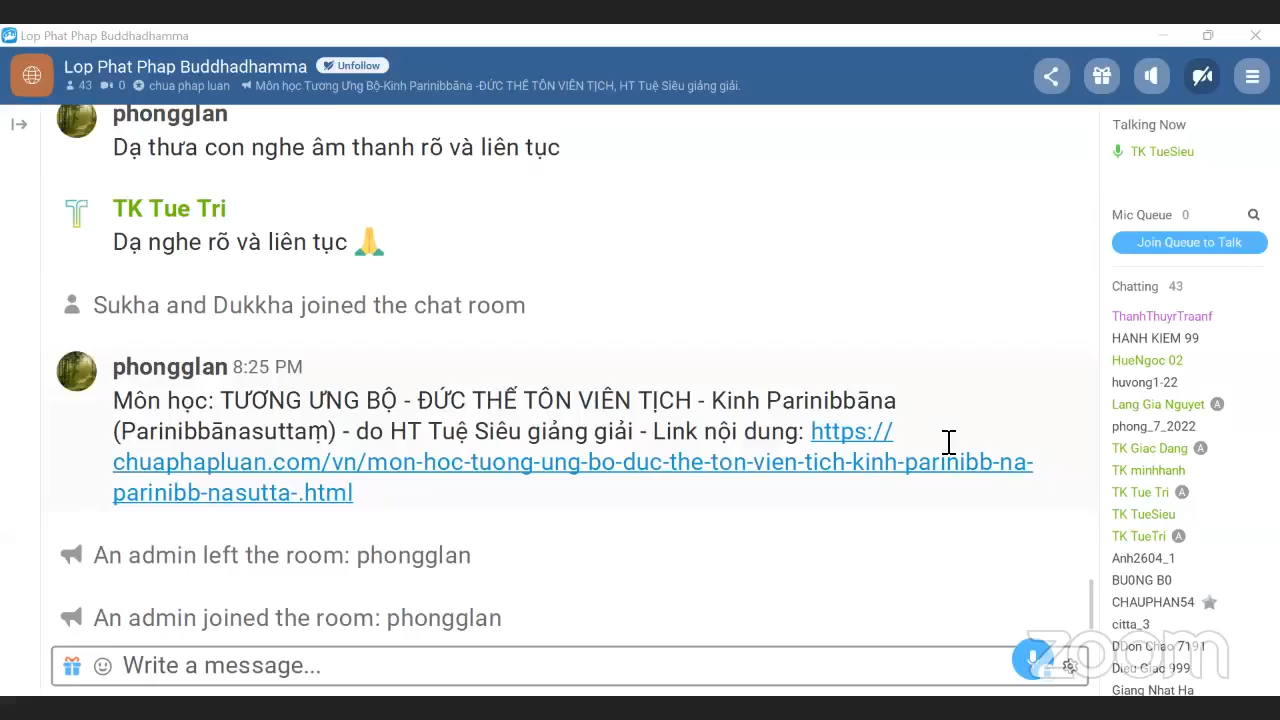 Lop Phat Phap Buddhadhamma
Lop Phat Phap Buddhadhamma Unfollow
43 0 chua phap luan Môn học Tương Ưng Bộ-Kinh Parinibbāna -ĐỨC THẾ TÔN VIÊN TỊCH, HT Tuệ Siêu giảng giải.
phongglan
Dạ thưa con nghe âm thanh rõ và liên tục
TK Tue Tri
Dạ nghe rõ và liên tục 🙏
Sukha and Dukkha joined the chat room
phongglan 8:25 PM
Môn học: TƯƠNG ƯNG BỘ - ĐỨC THẾ TÔN VIÊN TỊCH - Kinh Parinibbāna
(Parinibbānasuttaṃ) - do HT Tuệ Siêu giảng giải - Link nội dung: https://
chuaphapluan.com/vn/mon-hoc-tuong-ung-bo-duc-the-ton-vien-tich-kinh-parinibb-na-
parinibb-nasutta-.html
An admin left the room: phongglan
An admin joined the room: phongglan
Write a message...
Talking Now
TK TueSieu
Mic Queue 0
Join Queue to Talk
Chatting 43
ThanhThuyrTraanf
HANH KIEM 99
HueNgoc 02
huvong1-22
Lang Gia Nguyet A
phong_7_2022
TK Giac Dang A
TK minhhanh
TK Tue Tri A
TK TueSieu
TK TueTri A
Anh2604_1
BU0NG B0
CHAUPHAN54
citta_3
DDon Chao 7191
Dieu Giac 999
Giang Nhat Ha
zoom